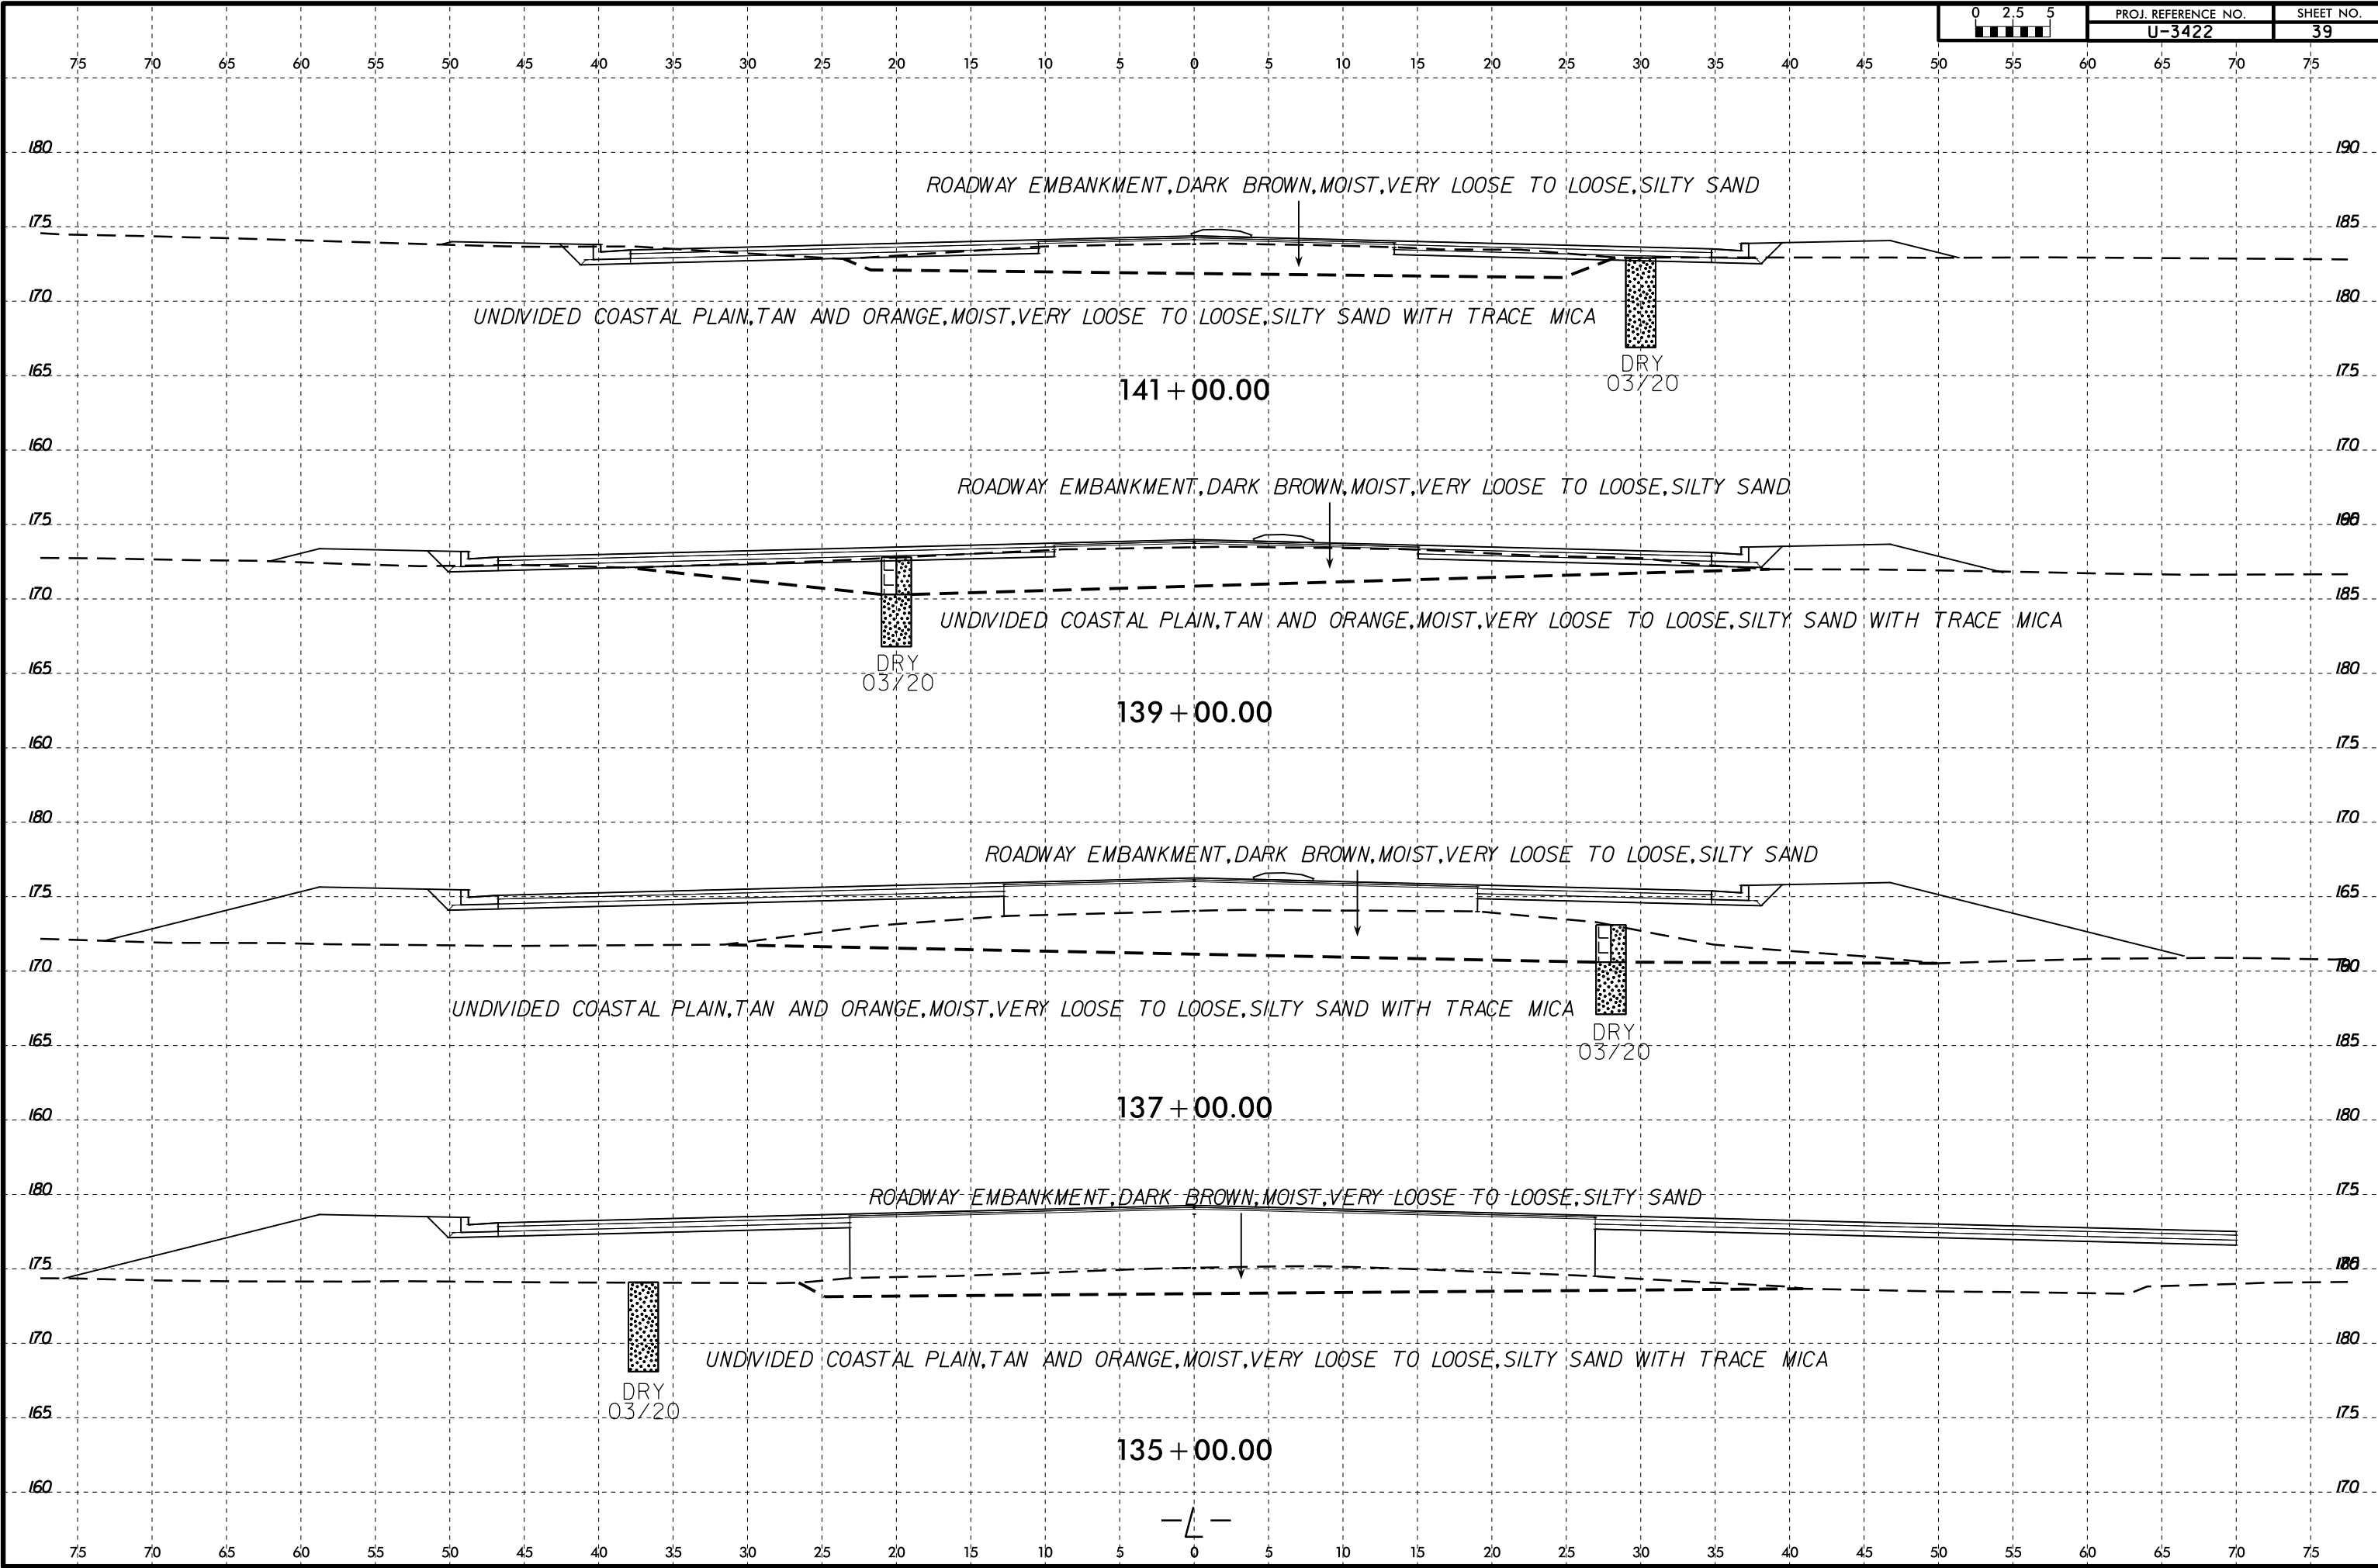 0 2.5 5
PROJ. REFERENCE NO. SHEET NO.
U-3422 39
75 70 65 60 55 50 45 40 35 30 25 20 15 10 5 0 5 10 15 20 25 30 35 40 45 50 55 60 65 70 75
180 190
ROADWAY EMBANKMENT, DARK BROWN, MOIST, VERY LOOSE TO LOOSE, SILTY SAND
175 185
170 180
UNDIVIDED COASTAL PLAIN, TAN AND ORANGE, MOIST, VERY LOOSE TO LOOSE, SILTY SAND WITH TRACE MICA
DRY
03/20
165 175
141+00.00
160 170
ROADWAY EMBANKMENT, DARK BROWN, MOIST, VERY LOOSE TO LOOSE, SILTY SAND
175
170 185
UNDIVIDED COASTAL PLAIN, TAN AND ORANGE, MOIST, VERY LOOSE TO LOOSE, SILTY SAND WITH TRACE MICA
DRY
03/20
165 180
139+00.00
160 175
180 170
ROADWAY EMBANKMENT, DARK BROWN, MOIST, VERY LOOSE TO LOOSE, SILTY SAND
175 165
170
UNDIVIDED COASTAL PLAIN, TAN AND ORANGE, MOIST, VERY LOOSE TO LOOSE, SILTY SAND WITH TRACE MICA
DRY
03/20
165 185
137+00.00
160 180
180 175
ROADWAY EMBANKMENT, DARK BROWN, MOIST, VERY LOOSE TO LOOSE, SILTY SAND
175
170 180
UNDIVIDED COASTAL PLAIN, TAN AND ORANGE, MOIST, VERY LOOSE TO LOOSE, SILTY SAND WITH TRACE MICA
DRY
03/20
165 175
135+00.00
160 170
-L-
75 70 65 60 55 50 45 40 35 30 25 20 15 10 5 0 5 10 15 20 25 30 35 40 45 50 55 60 65 70 75